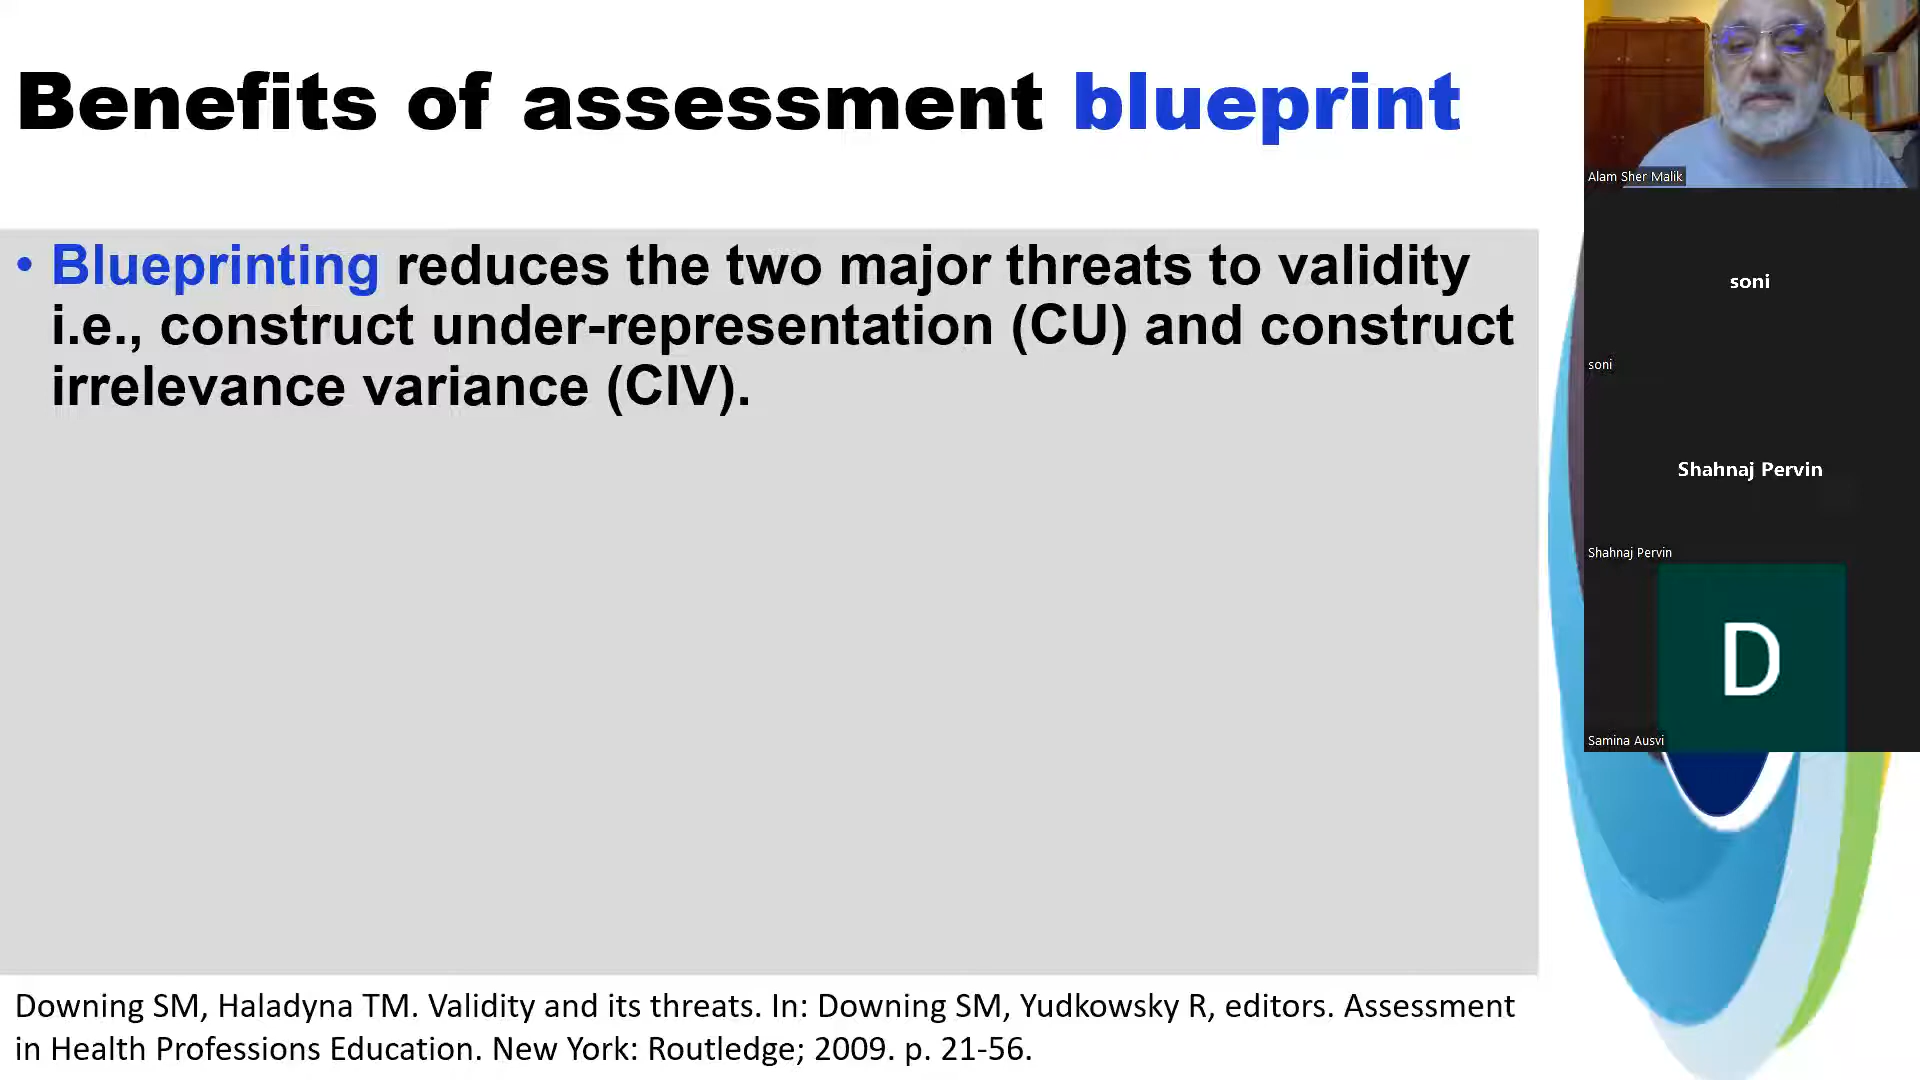 Benefits of assessment blueprint
• Blueprinting reduces the two major threats to validity
i.e., construct under-representation (CU) and construct
irrelevance variance (CIV).
Downing SM, Haladyna TM. Validity and its threats. In: Downing SM, Yudkowsky R, editors. Assessment
in Health Professions Education. New York: Routledge; 2009. p. 21-56.
Alam Sher Malik
soni
soni
Shahnaj Pervin
Shahnaj Pervin
D
Samina Ausvi